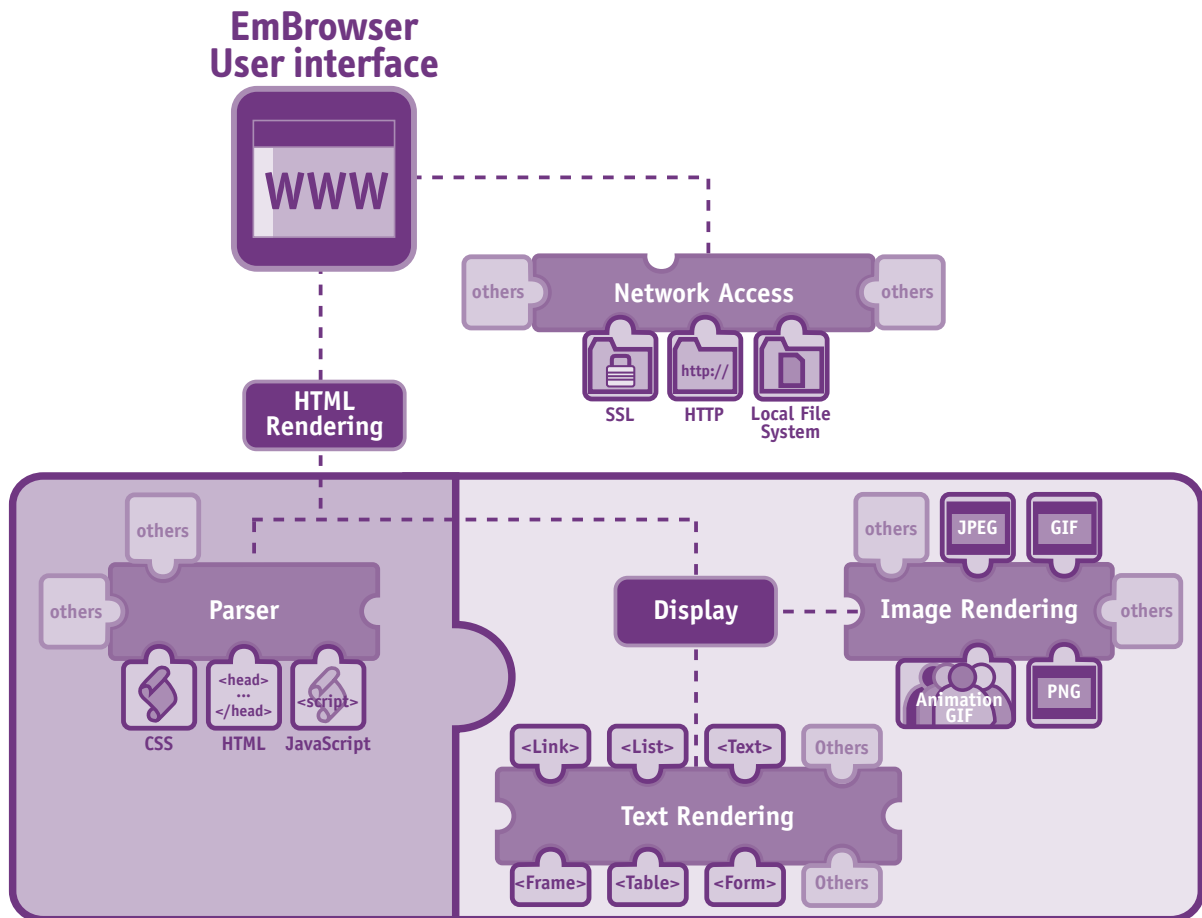 EmBrowser
User interface
WWW
others
Network Access
others
http://
SSL
HTTP
Local File
System
HTML
Rendering
others
others
Parser
<head>
...
</head>
<script>
CSS
HTML
JavaScript
Display
others
JPEG
GIF
Image Rendering
others
Animation
GIF
PNG
<Link>
<List>
<Text>
Others
Text Rendering
<Frame>
<Table>
<Form>
Others